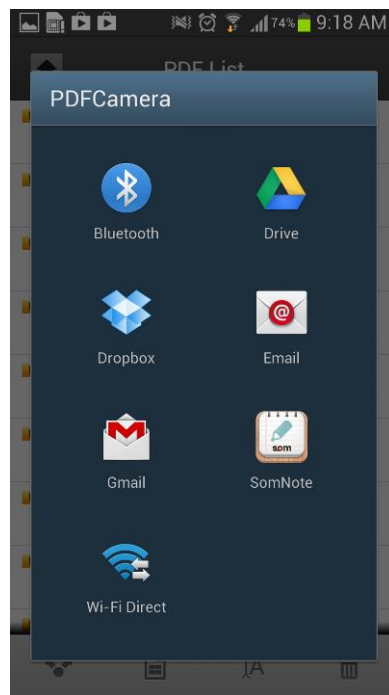 74% 9:18 AM
PDF List
PDFCamera
Bluetooth
Drive
Dropbox
Email
Gmail
som
SomNote
Wi-Fi Direct
A